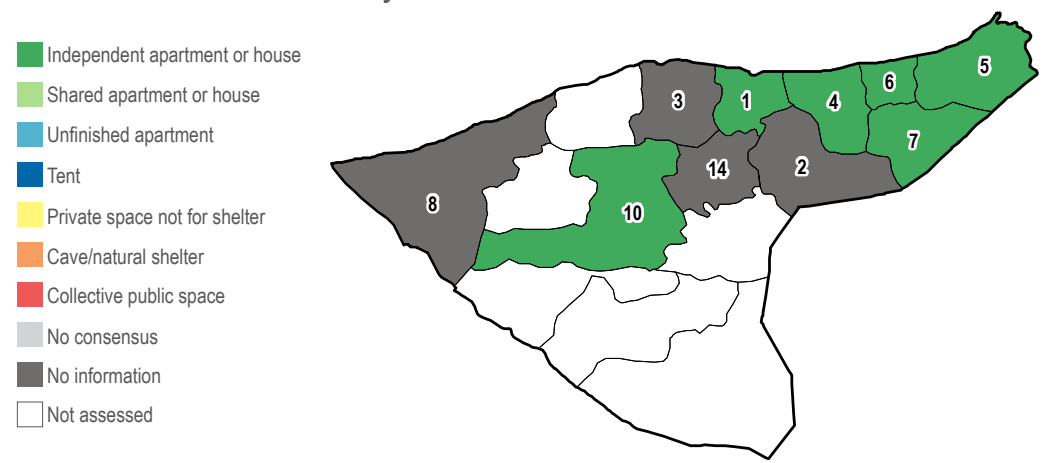 Independent apartment or house
Shared apartment or house
Unfinished apartment
Tent
Private space not for shelter
Cave/natural shelter
Collective public space
No consensus
No information
Not assessed
5
6
3
1
4
7
14
2
8
10